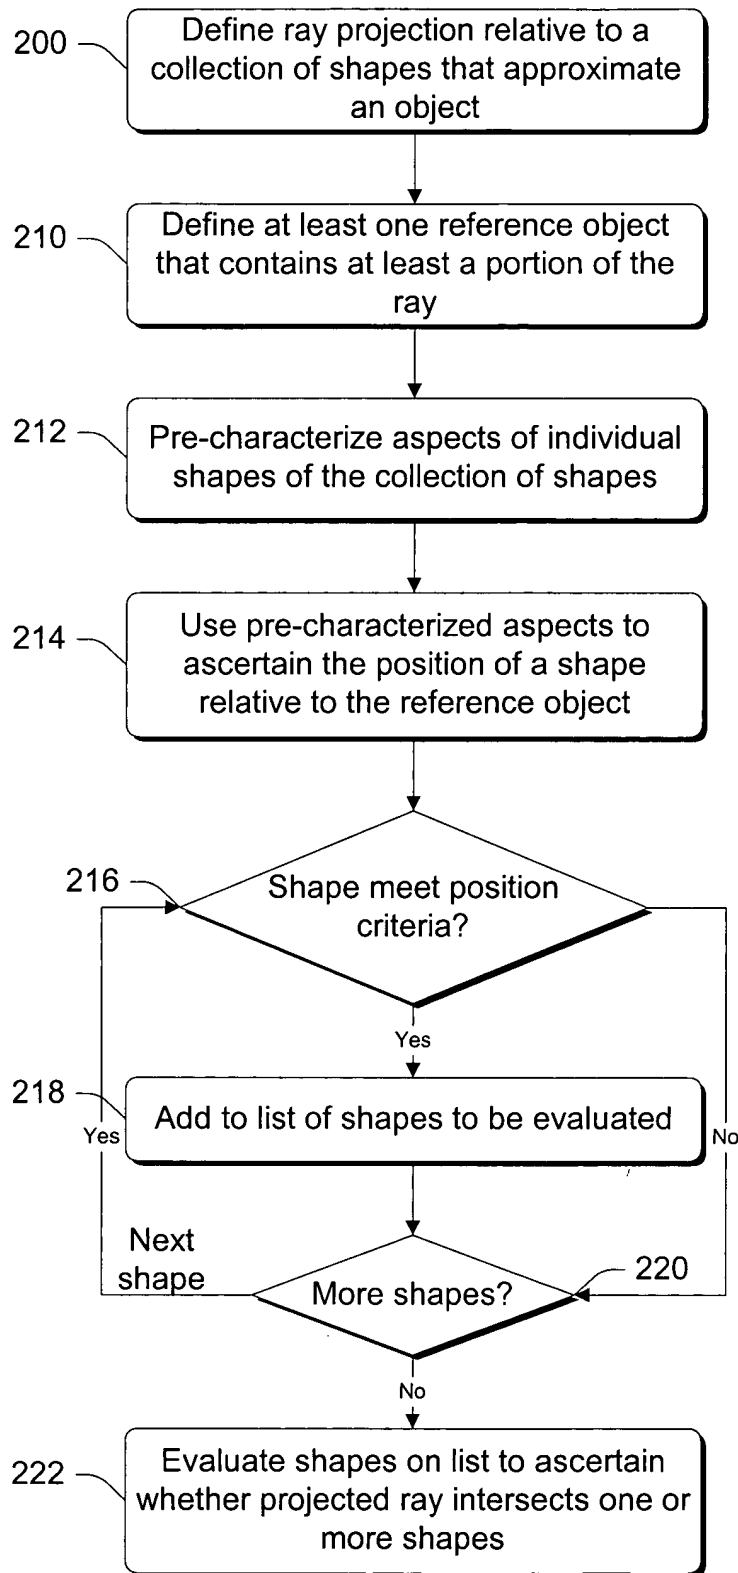 200
Define ray projection relative to a
collection of shapes that approximate
an object
210
Define at least one reference object
that contains at least a portion of the
ray
212
Pre-characterize aspects of individual
shapes of the collection of shapes
214
Use pre-characterized aspects to
ascertain the position of a shape
relative to the reference object
216
Shape meet position
criteria?
Yes
218
Add to list of shapes to be evaluated
Yes
No
Next
shape
220
More shapes?
No
222
Evaluate shapes on list to ascertain
whether projected ray intersects one or
more shapes